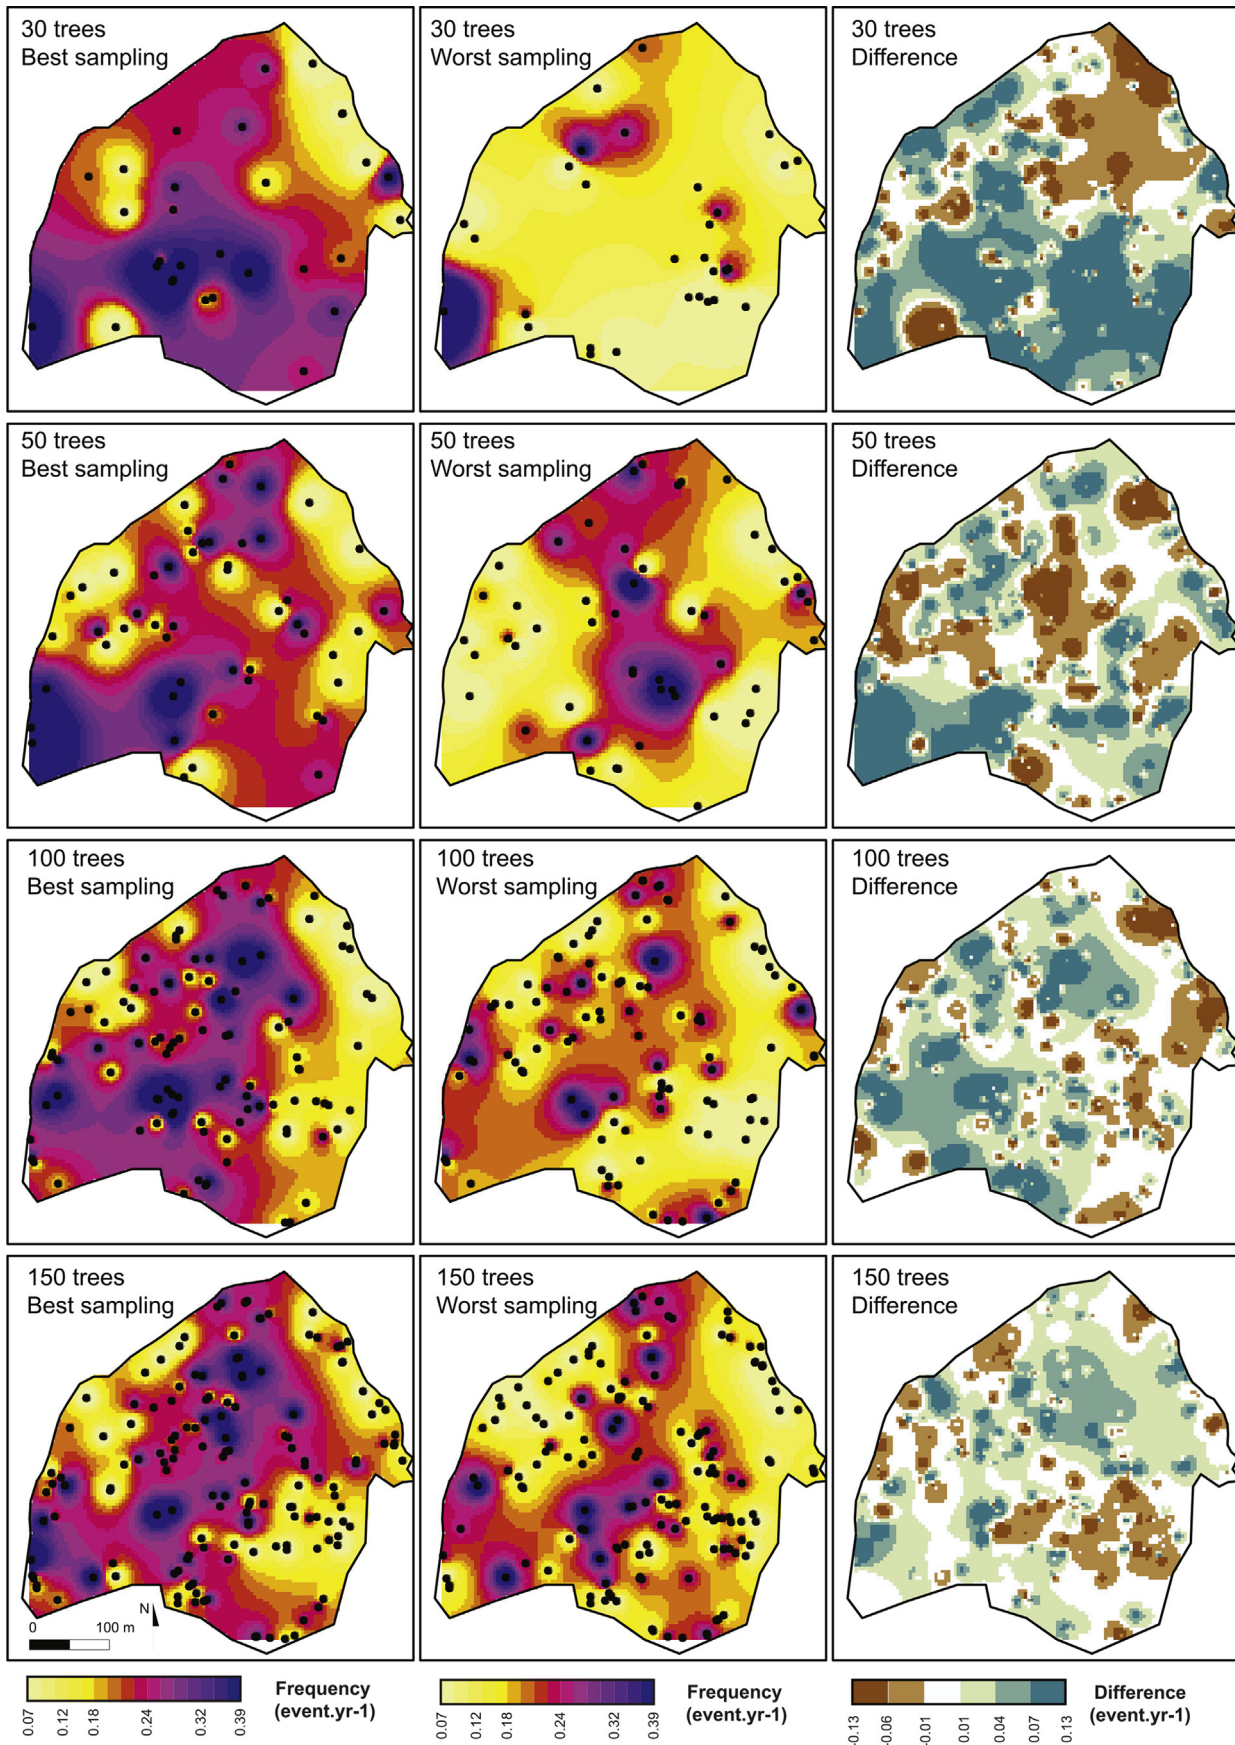 30 trees
Best sampling
30 trees
Worst sampling
30 trees
Difference
50 trees
Best sampling
50 trees
Worst sampling
50 trees
Difference
100 trees
Best sampling
100 trees
Worst sampling
100 trees
Difference
150 trees
Best sampling
150 trees
Worst sampling
150 trees
Difference
N
0 100 m
0.07 0.12 0.18 0.24 0.32 0.39
Frequency
(event.yr-1)
0.07 0.12 0.18 0.24 0.32 0.39
Frequency
(event.yr-1)
-0.13 -0.06 -0.01 0.01 0.04 0.07 0.13
Difference
(event.yr-1)